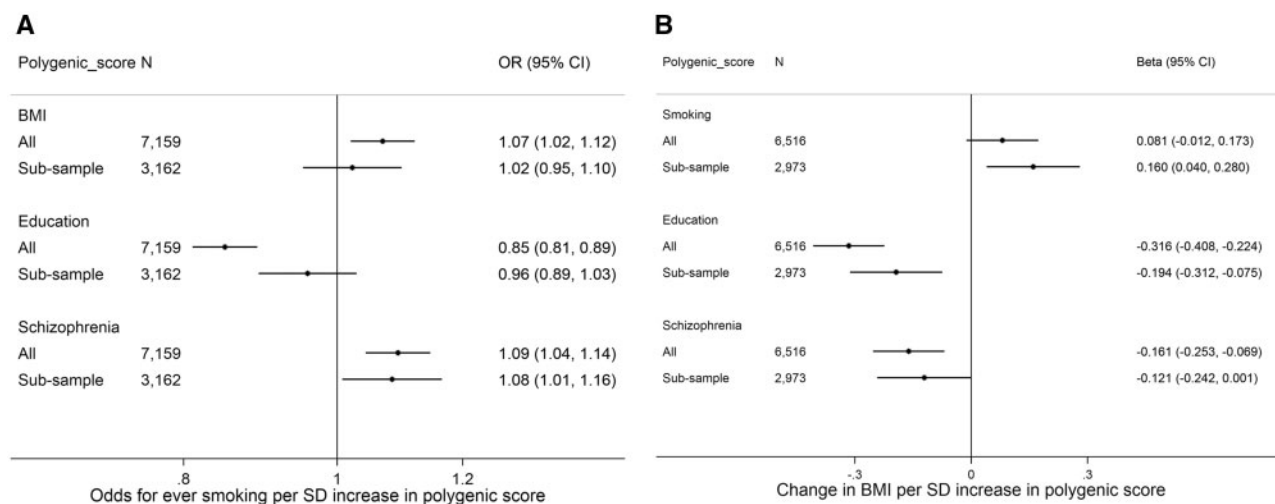 A
Polygenic_score N OR (95% CI)
BMI
All 7,159 1.07 (1.02, 1.12)
Sub-sample 3,162 1.02 (0.95, 1.10)
Education
All 7,159 0.85 (0.81, 0.89)
Sub-sample 3,162 0.96 (0.89, 1.03)
Schizophrenia
All 7,159 1.09 (1.04, 1.14)
Sub-sample 3,162 1.08 (1.01, 1.16)
.8 1 1.2
Odds for ever smoking per SD increase in polygenic score
B
Polygenic_score N Beta (95% CI)
Smoking
All 6,516 0.081 (-0.012, 0.173)
Sub-sample 2,973 0.160 (0.040, 0.280)
Education
All 6,516 -0.316 (-0.408, -0.224)
Sub-sample 2,973 -0.194 (-0.312, -0.075)
Schizophrenia
All 6,516 -0.161 (-0.253, -0.069)
Sub-sample 2,973 -0.121 (-0.242, 0.001)
-.3 0 .3
Change in BMI per SD increase in polygenic score